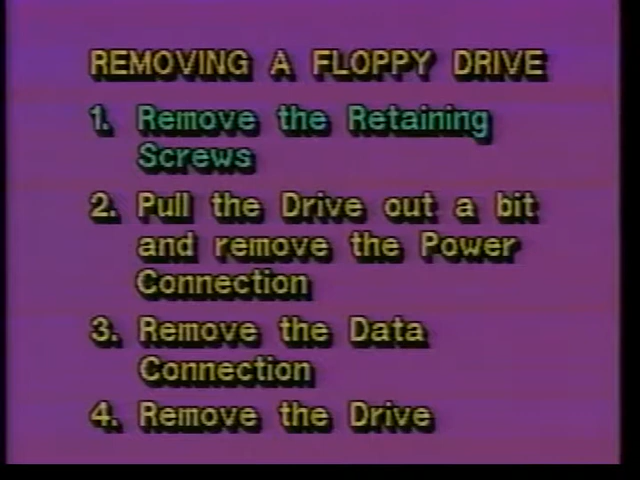 REMOVING A FLOPPY DRIVE
1. Remove the Retaining
Screws
2. Pull the Drive out a bit
and remove the Power
Connection
3. Remove the Data
Connection
4. Remove the Drive